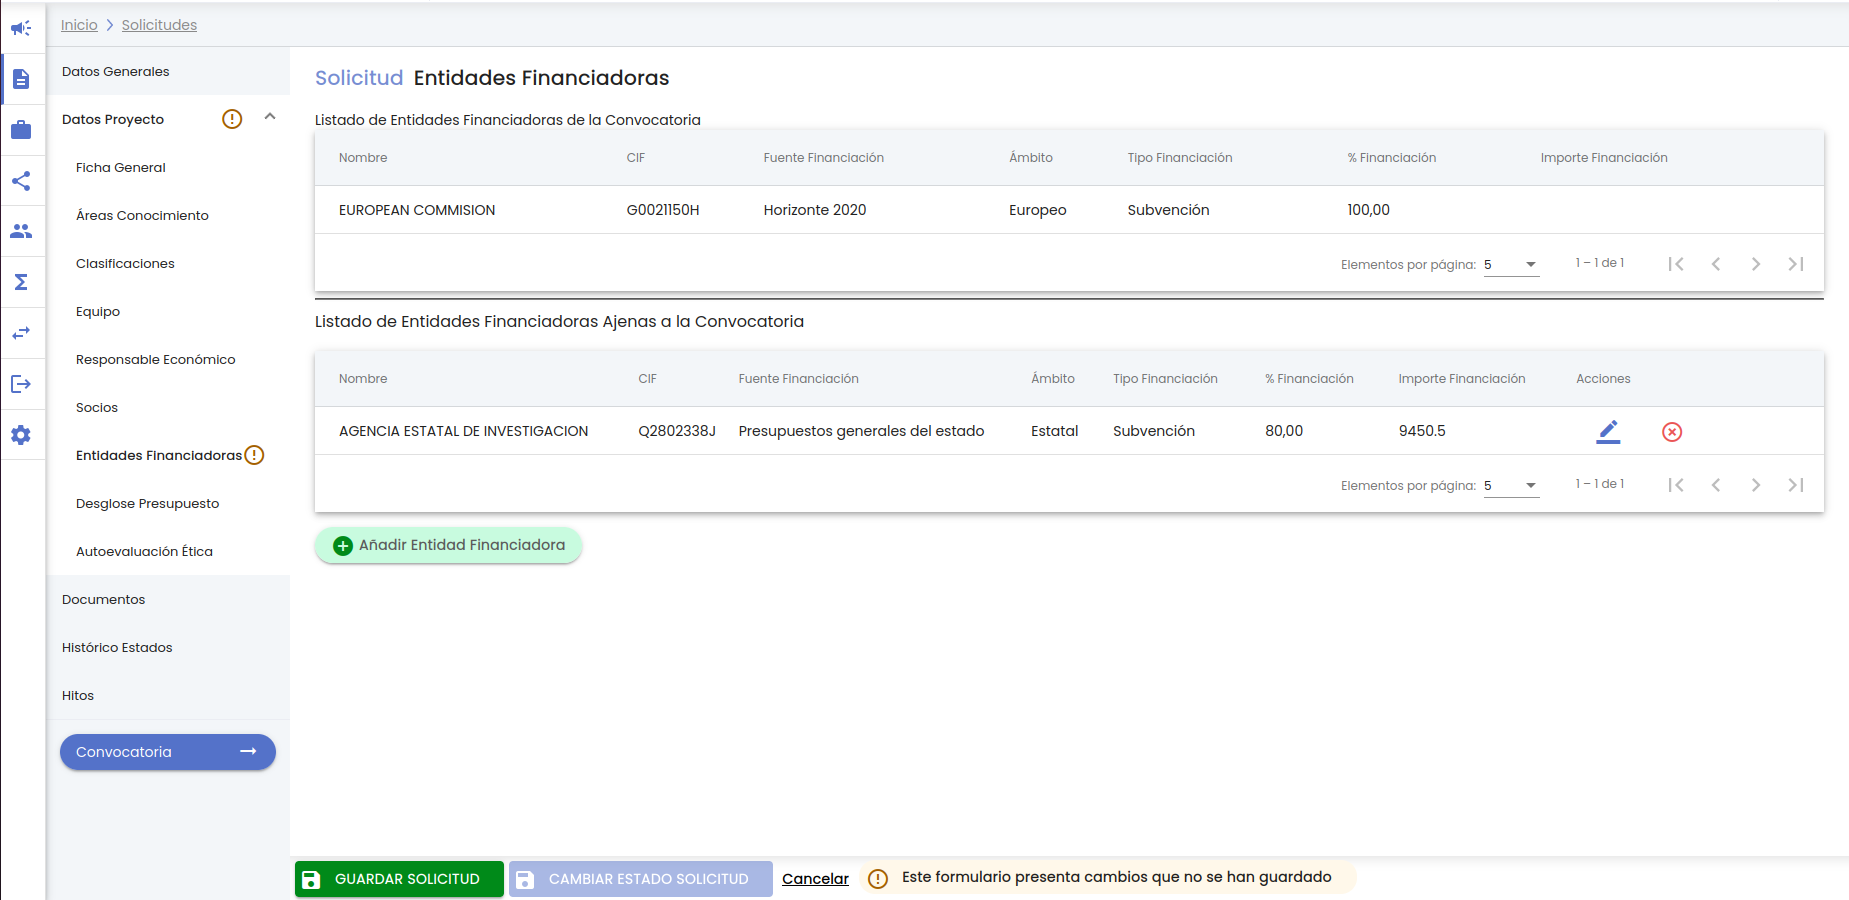 Inicio > Solicitudes
Datos Generales
Datos Proyecto
Ficha General
Áreas Conocimiento
Clasificaciones
Equipo
Responsable Económico
Socios
Entidades Financiadoras
Desglose Presupuesto
Autoevaluación Ética
Documentos
Histórico Estados
Hitos
Convocatoria
Solicitud Entidades Financiadoras
Listado de Entidades Financiadoras de la Convocatoria
Nombre CIF Fuente Financiación Ámbito Tipo Financiación % Financiación Importe Financiación
EUROPEAN COMMISION G0021150H Horizonte 2020 Europeo Subvención 100,00
Elementos por página: 5 1 – 1 de 1
Listado de Entidades Financiadoras Ajenas a la Convocatoria
Nombre CIF Fuente Financiación Ámbito Tipo Financiación % Financiación Importe Financiación Acciones
AGENCIA ESTATAL DE INVESTIGACION Q2802338J Presupuestos generales del estado Estatal Subvención 80,00 9450.5
Elementos por página: 5 1 – 1 de 1
Añadir Entidad Financiadora
GUARDAR SOLICITUD CAMBIAR ESTADO SOLICITUD Cancelar Este formulario presenta cambios que no se han guardado